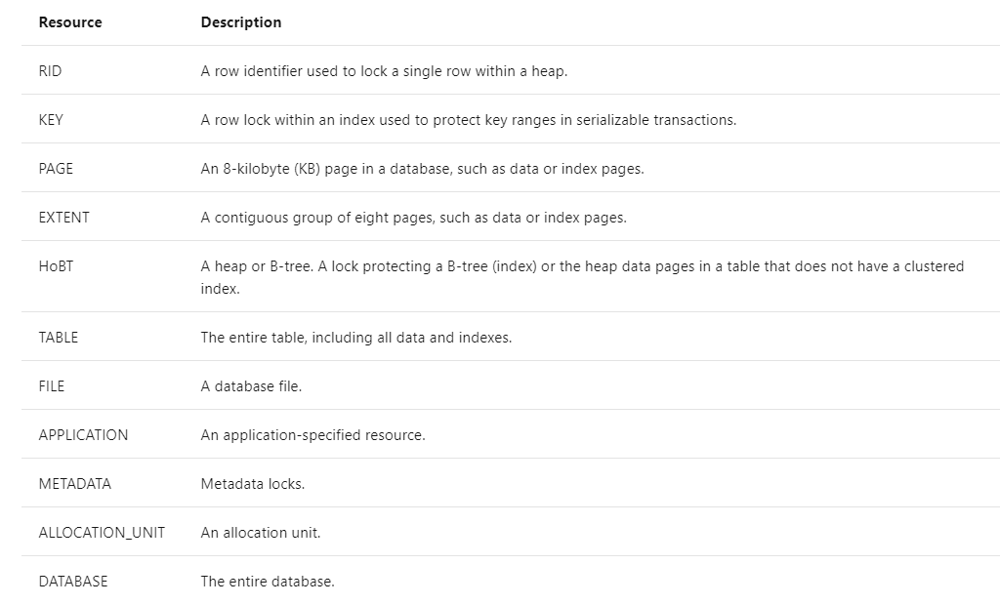 Resource Description
RID A row identifier used to lock a single row within a heap.
KEY A row lock within an index used to protect key ranges in serializable transactions.
PAGE An 8-kilobyte (KB) page in a database, such as data or index pages.
EXTENT A contiguous group of eight pages, such as data or index pages.
HoBT A heap or B-tree. A lock protecting a B-tree (index) or the heap data pages in a table that does not have a clustered
index.
TABLE The entire table, including all data and indexes.
FILE A database file.
APPLICATION An application-specified resource.
METADATA Metadata locks.
ALLOCATION_UNIT An allocation unit.
DATABASE The entire database.